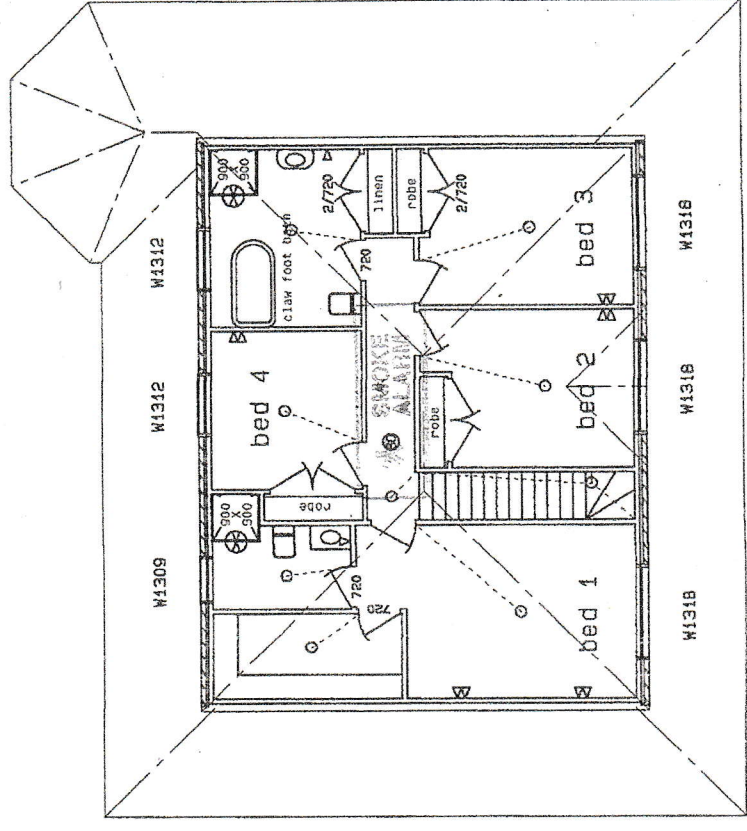 W1309
W1312
W1312
900
X
900
900
X
900
claw foot bath
2/720
linen
robe
2/720
bed 4
robe
720
720
720
SMOKE
ALARM
robe
bed 1
bed 2
bed 3
W1318
W1318
W1318